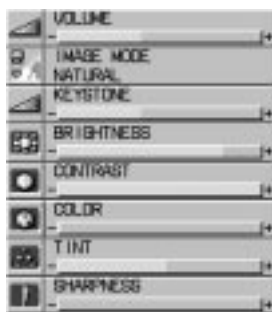 VOLUME
- +
IMAGE MODE
NATURAL
KEYSTONE
- +
BRIGHTNESS
- +
CONTRAST
- +
COLOR
- +
TINT
- +
SHARPNESS
- +